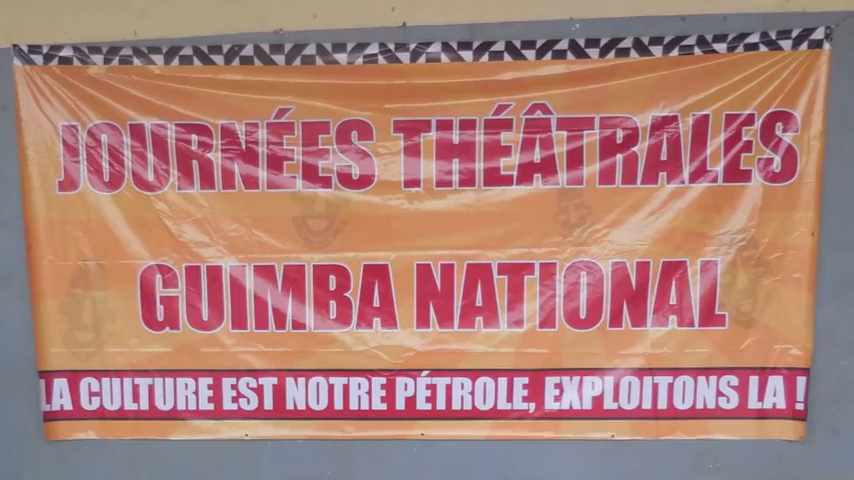 JOURNÉES THÉÂTRALES
GUIMBA NATIONAL
LA CULTURE EST NOTRE PÉTROLE, EXPLOITONS LA !